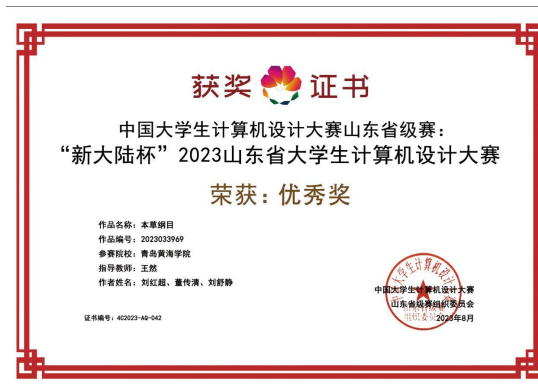 获奖证书
中国大学生计算机设计大赛山东省级赛：
“新大陆杯”2023山东省大学生计算机设计大赛
荣获：优秀奖
作品名称：本草纲目
作品编号：2023033969
参赛院校：青岛黄海学院
指导教师：王然
作者姓名：刘红超、董传清、刘舒静
中国大学生计算机设计大赛
山东省级赛组织委员会
证书编号：4C2023-AQ-042
2023年8月